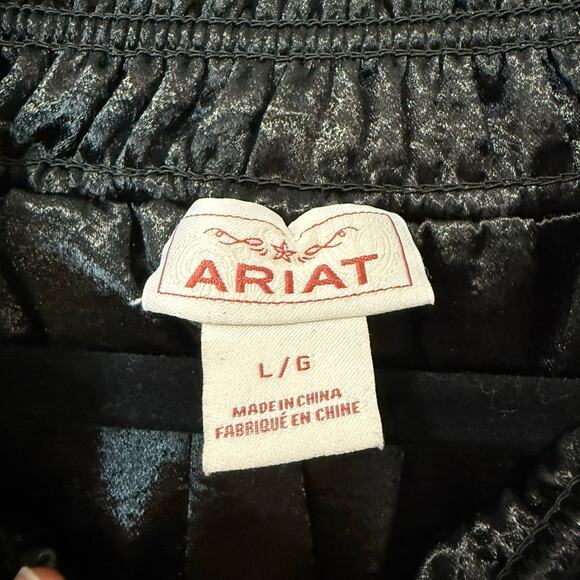 ARIAT
L/G
MADE IN CHINA
FABRIQUÉ EN CHINE